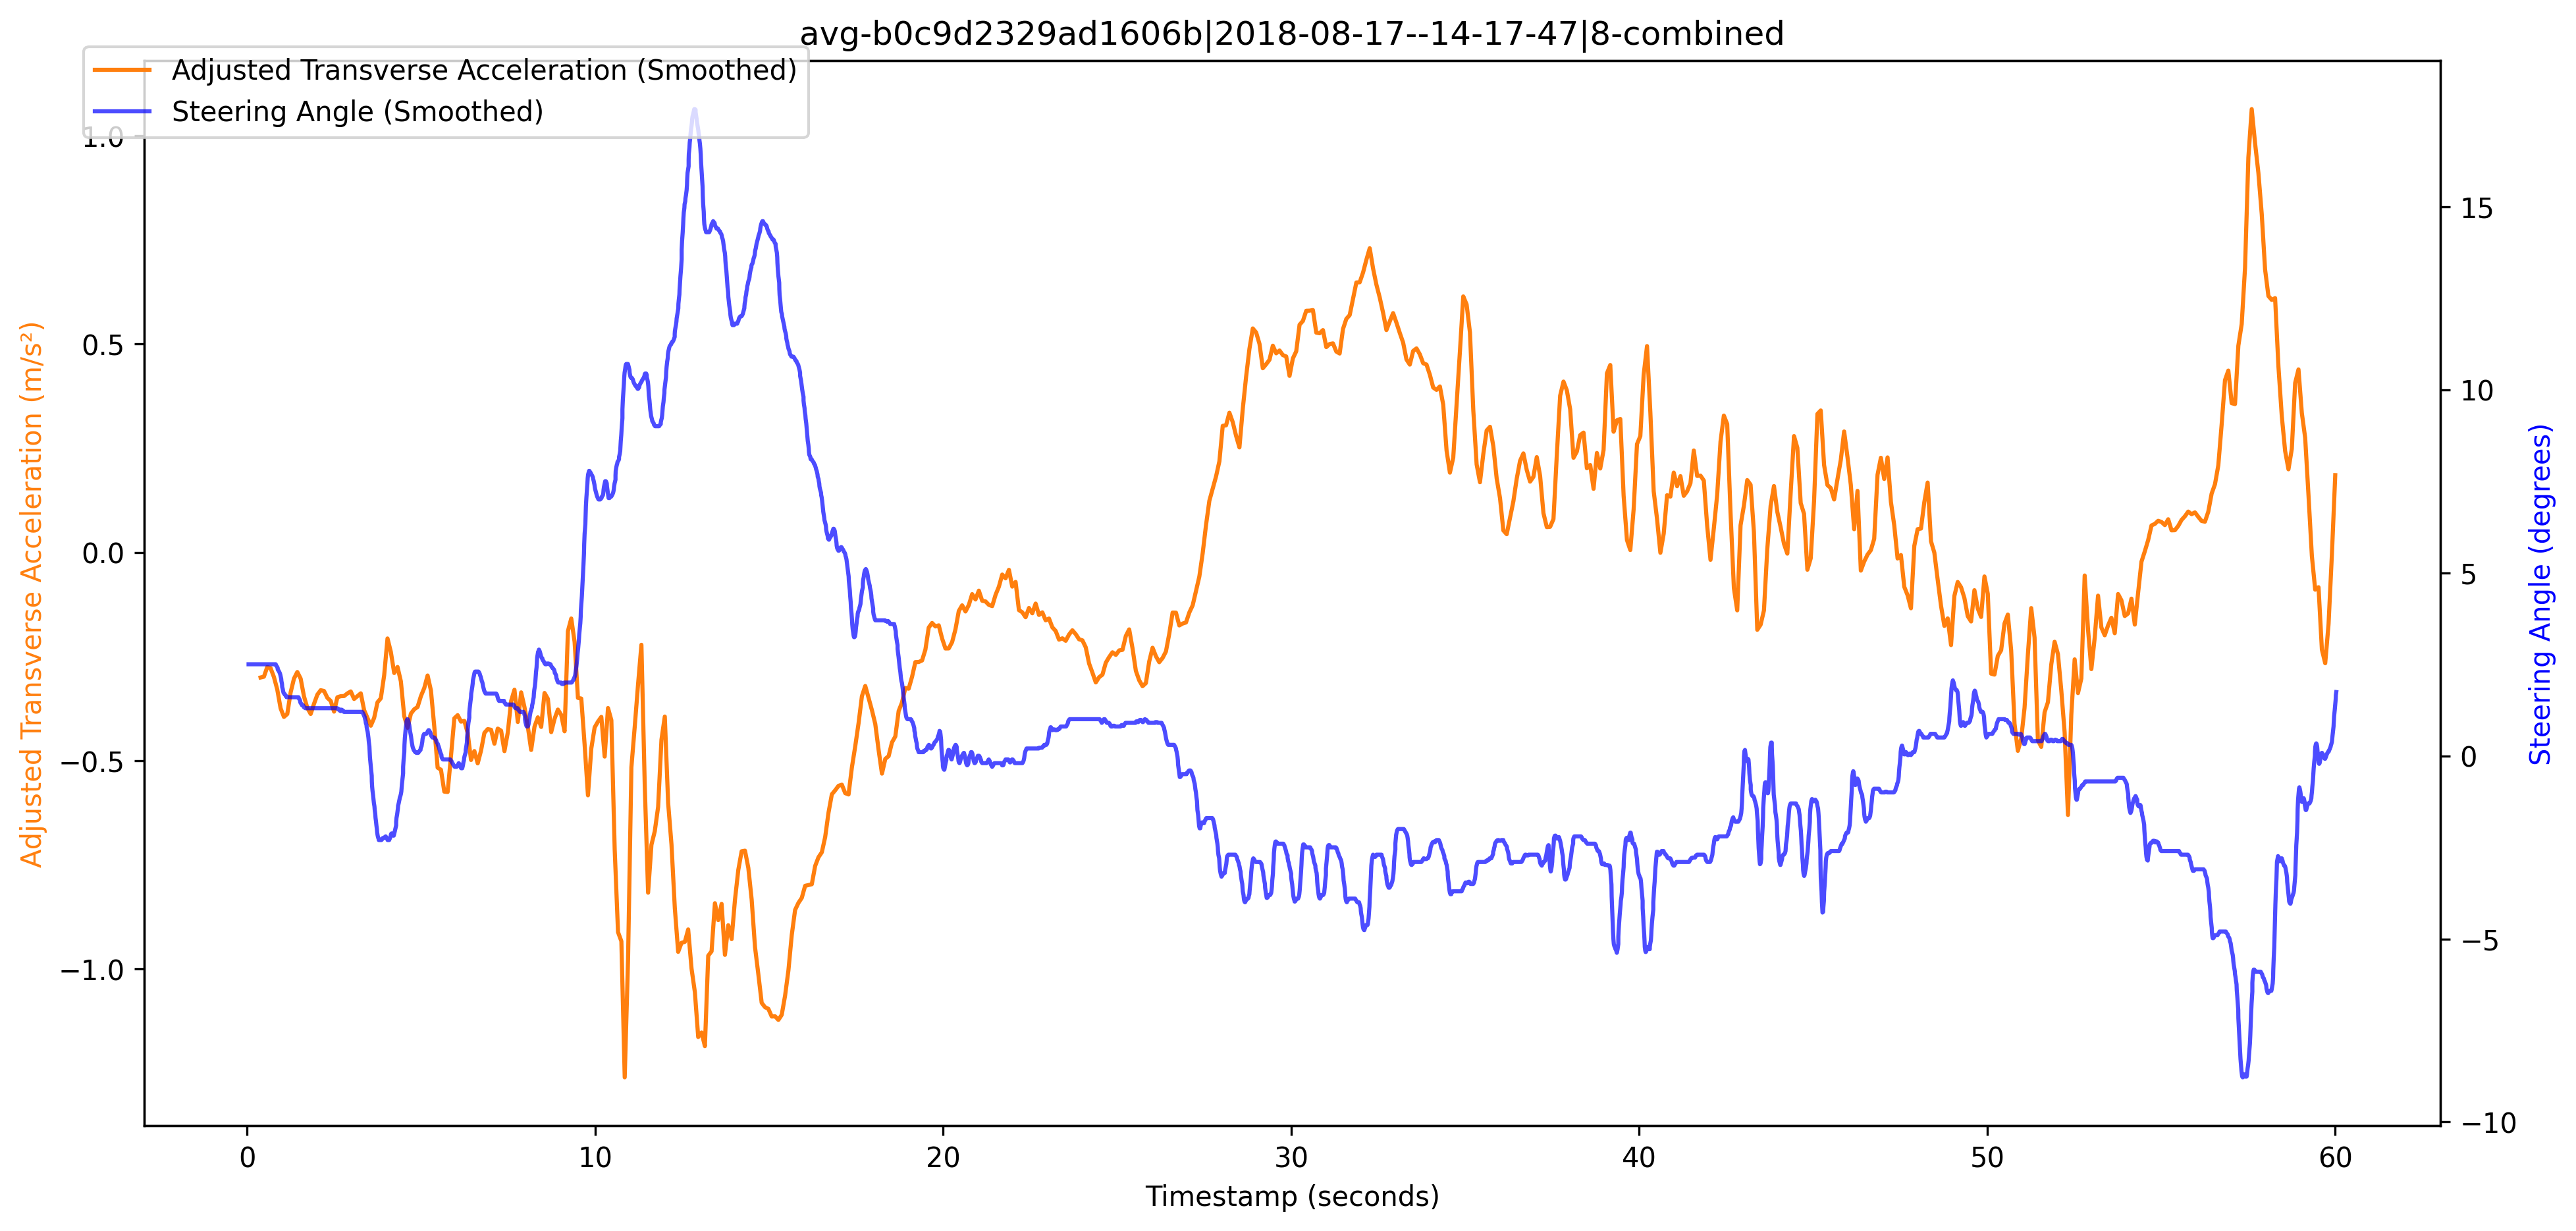 avg-b0c9d2329ad1606b|2018-08-17--14-17-47|8-combined
Adjusted Transverse Acceleration (Smoothed)
Steering Angle (Smoothed)
Adjusted Transverse Acceleration (m/s²)
1.0
0.5
0.0
−0.5
−1.0
15
10
5
0
−5
−10
Steering Angle (degrees)
0 10 20 30 40 50 60
Timestamp (seconds)